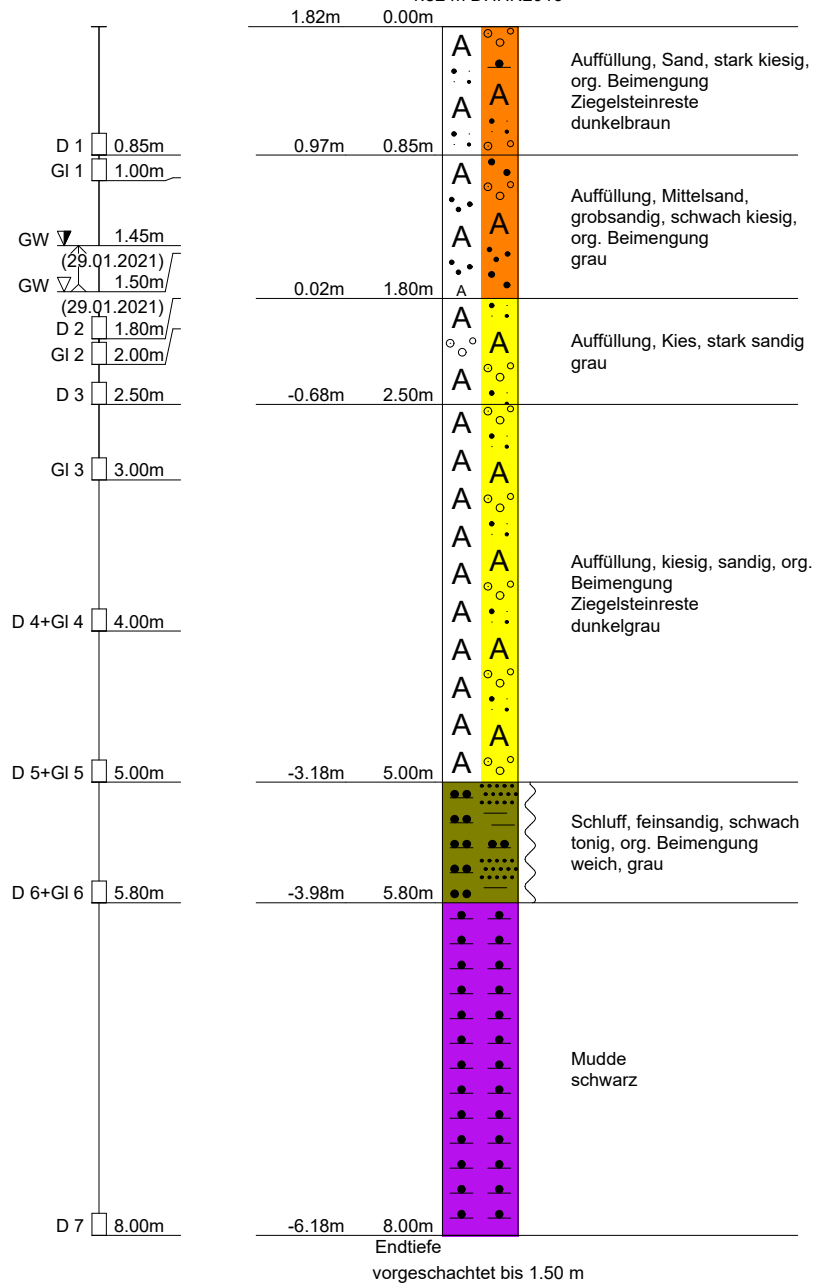 1.82m 0.00m
Auffüllung, Sand, stark kiesig,
org. Beimengung
Ziegelsteinreste
dunkelbraun
A
A
A
D 1 0.85m 0.97m 0.85m
Gl 1 1.00m
Auffüllung, Mittelsand,
grobsandig, schwach kiesig,
org. Beimengung
grau
A
A
A
A
GW 1.45m
(29.01.2021)
GW 1.50m
(29.01.2021)
0.02m 1.80m
D 2 1.80m
Gl 2 2.00m
Auffüllung, Kies, stark sandig
grau
A
A
A
D 3 2.50m -0.68m 2.50m
Gl 3 3.00m
Auffüllung, kiesig, sandig, org.
Beimengung
Ziegelsteinreste
dunkelgrau
A
A
A
A
A
A
A
A
A
A
A
A
A
A
D 4+Gl 4 4.00m
D 5+Gl 5 5.00m -3.18m 5.00m
Schluff, feinsandig, schwach
tonig, org. Beimengung
weich, grau
D 6+Gl 6 5.80m -3.98m 5.80m
Mudde
schwarz
D 7 8.00m -6.18m 8.00m
Endtiefe
vorgeschachtet bis 1.50 m